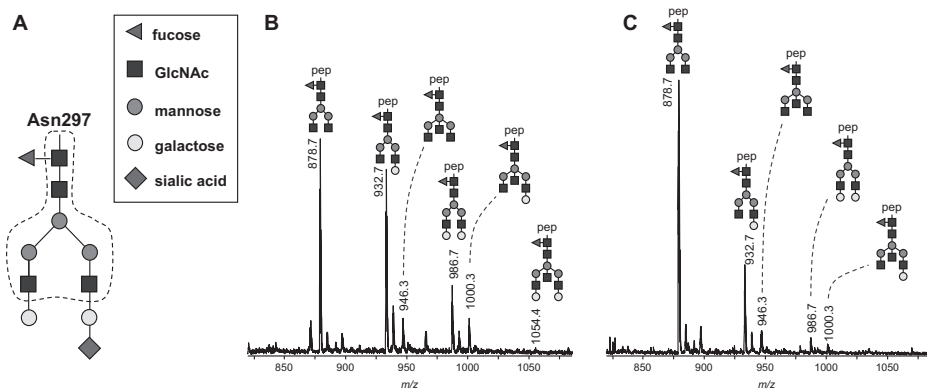 A
fucose
GlcNAc
mannose
galactose
sialic acid
Asn297
B
pep
878.7
pep
932.7
pep
946.3
pep
986.7
pep
1000.3
pep
1054.4
850
900
950
1000
1050
m/z
C
pep
878.7
pep
932.7
pep
946.3
pep
986.7
pep
1000.3
850
900
950
1000
1050
m/z